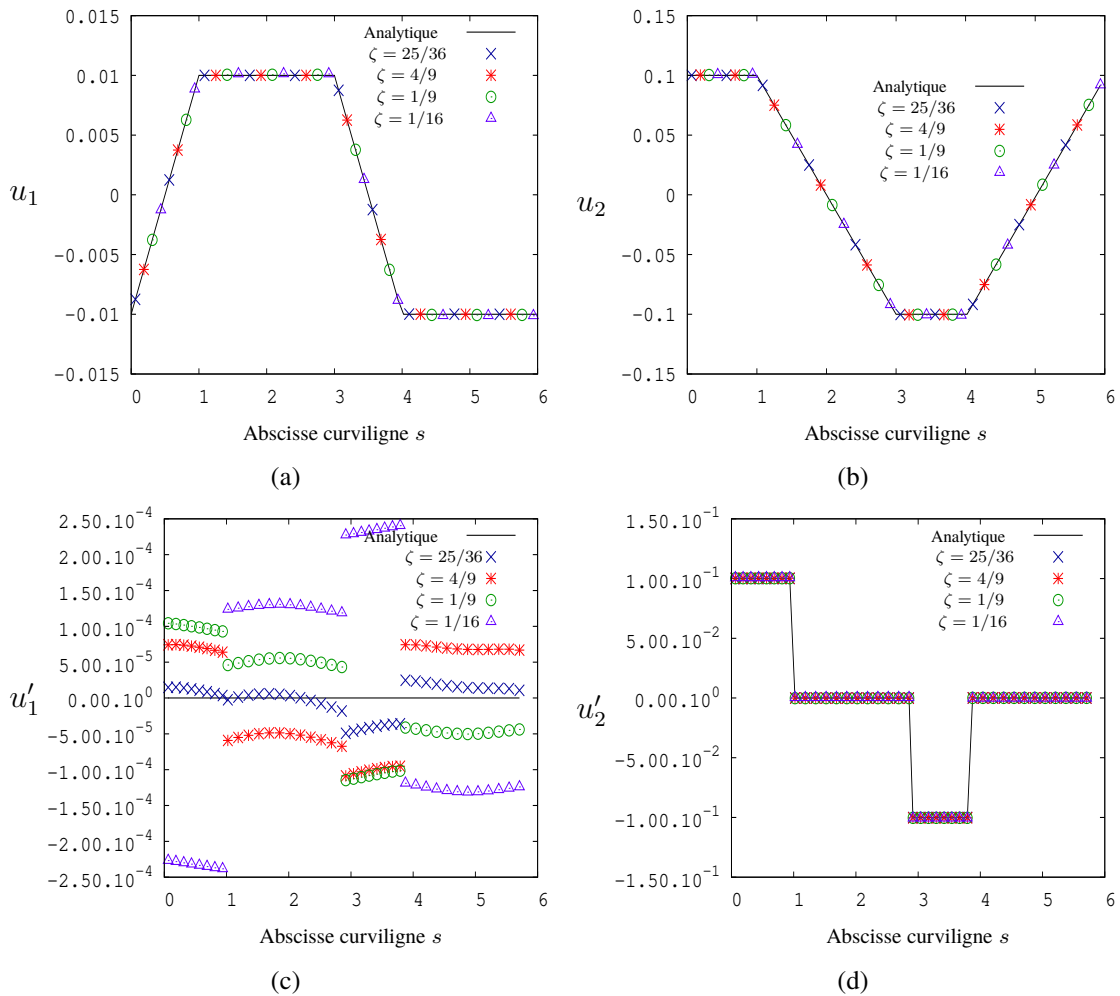 0.015
0.01
0.005
0
−0.005
−0.01
−0.015
u₁
Analytique
ζ = 25/36
ζ = 4/9
ζ = 1/9
ζ = 1/16
0 1 2 3 4 5 6
Abscisse curviligne s
(a)
0.15
0.1
0.05
0
−0.05
−0.1
−0.15
u₂
Analytique
ζ = 25/36
ζ = 4/9
ζ = 1/9
ζ = 1/16
0 1 2 3 4 5 6
Abscisse curviligne s
(b)
2.50.10⁻⁴
2.00.10⁻⁴
1.50.10⁻⁴
1.00.10⁻⁴
5.00.10⁻⁵
0.00.10⁰
−5.00.10⁻⁵
−1.00.10⁻⁴
−1.50.10⁻⁴
−2.00.10⁻⁴
−2.50.10⁻⁴
u′₁
Analytique
ζ = 25/36
ζ = 4/9
ζ = 1/9
ζ = 1/16
0 1 2 3 4 5 6
Abscisse curviligne s
(c)
1.50.10⁻¹
1.00.10⁻¹
5.00.10⁻²
0.00.10⁰
−5.00.10⁻²
−1.00.10⁻¹
−1.50.10⁻¹
u′₂
Analytique
ζ = 25/36
ζ = 4/9
ζ = 1/9
ζ = 1/16
0 1 2 3 4 5 6
Abscisse curviligne s
(d)